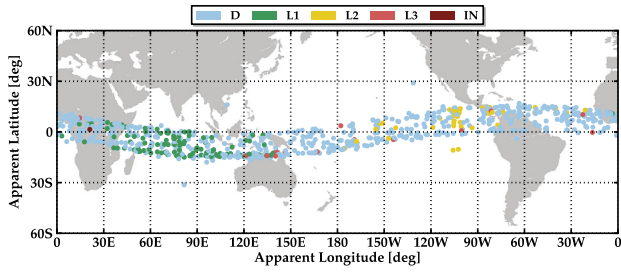 D L1 L2 L3 IN
60N
30N
0
30S
60S
Apparent Latitude [deg]
0 30E 60E 90E 120E 150E 180 150W 120W 90W 60W 30W 0
Apparent Longitude [deg]